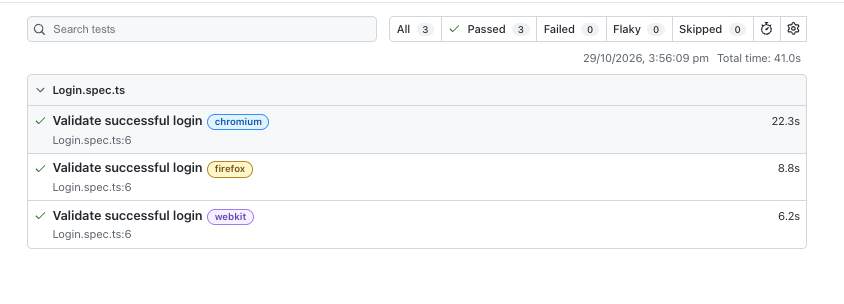 Search tests
All 3 Passed 3 Failed 0 Flaky 0 Skipped 0
29/10/2026, 3:56:09 pm Total time: 41.0s
Login.spec.ts
Validate successful login chromium 22.3s
Login.spec.ts:6
Validate successful login firefox 8.8s
Login.spec.ts:6
Validate successful login webkit 6.2s
Login.spec.ts:6